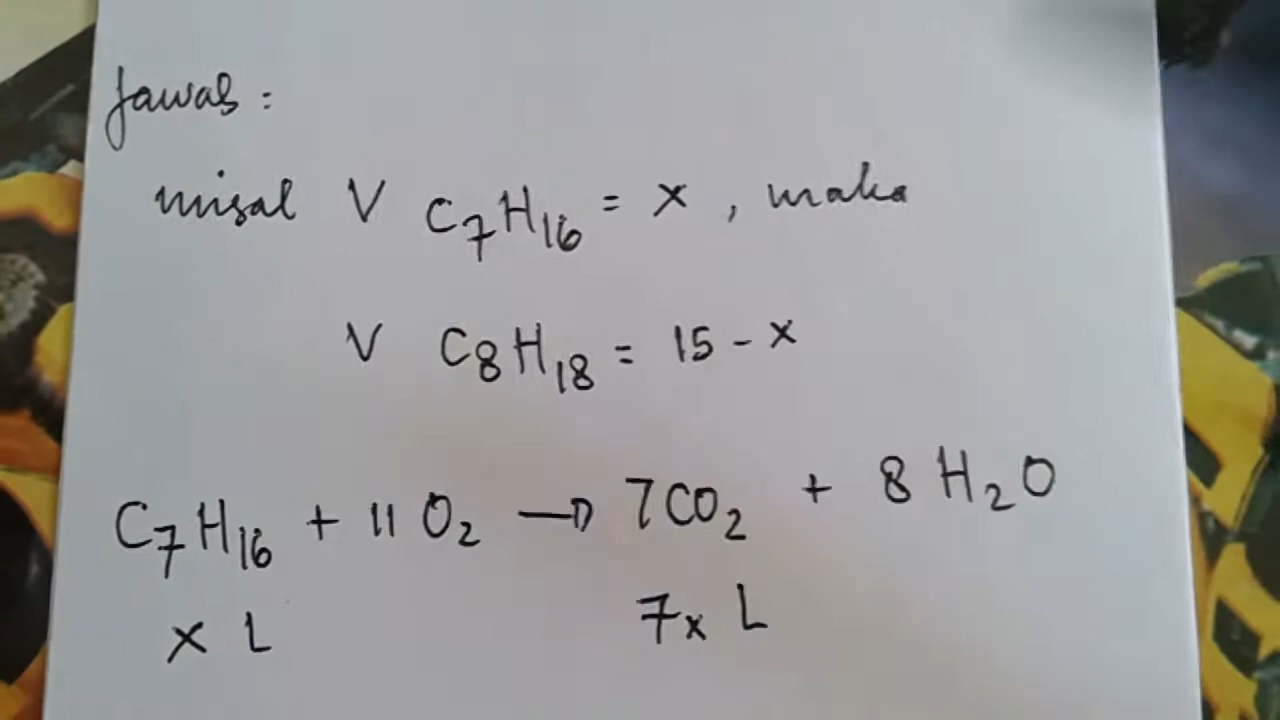 Jawab :
misal V C₇H₁₆ = x , maka
V C₈H₁₈ = 15 - x
C₇H₁₆ + 11 O₂ → 7CO₂ + 8 H₂O
x L 7x L